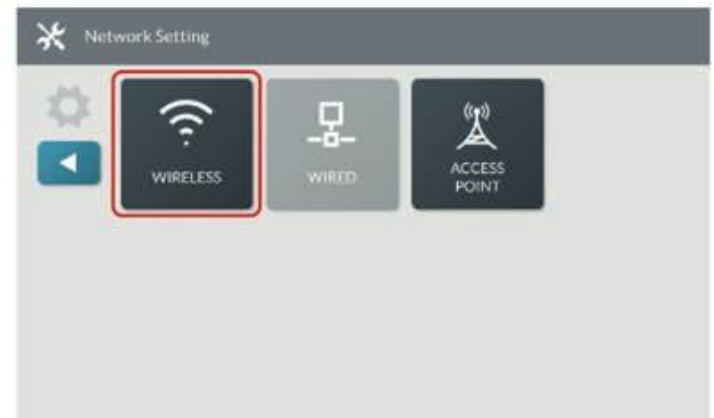 Network Setting
WIRELESS
WIRED
ACCESS
POINT